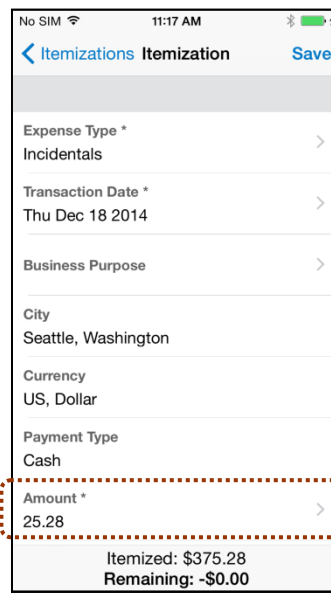 No SIM 11:17 AM
Itemizations Itemization Save
Expense Type *
Incidentals
Transaction Date *
Thu Dec 18 2014
Business Purpose
City
Seattle, Washington
Currency
US, Dollar
Payment Type
Cash
Amount *
25.28
Itemized: $375.28
Remaining: -$0.00